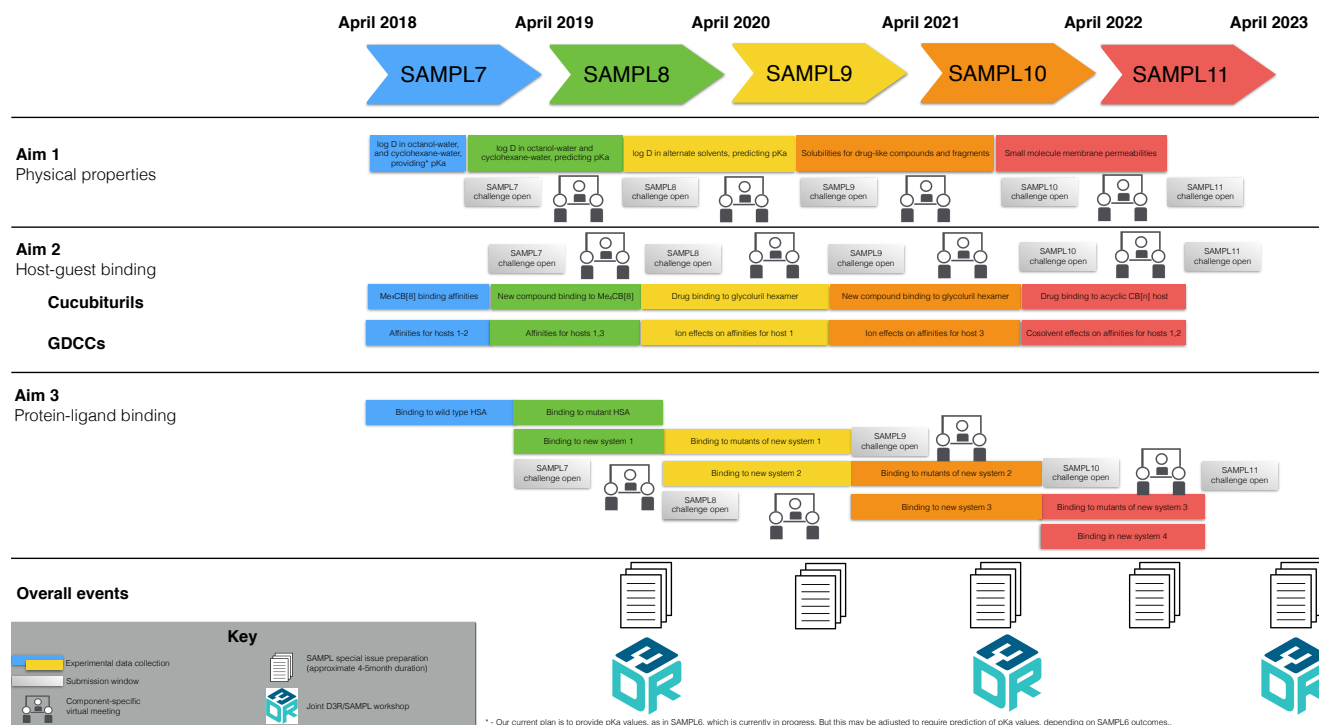 April 2018
April 2019
April 2020
April 2021
April 2022
April 2023
SAMPL7
SAMPL8
SAMPL9
SAMPL10
SAMPL11
Aim 1
Physical properties
log D in octanol-water,
and cyclohexane-water,
providing* pKa
log D in octanol-water and
cyclohexane-water, predicting pKa
log D in alternate solvents, predicting pKa
Solubilities for drug-like compounds and fragments
Small molecule membrane permeabilities
SAMPL7
challenge open
SAMPL8
challenge open
SAMPL9
challenge open
SAMPL10
challenge open
SAMPL11
challenge open
Aim 2
Host-guest binding
SAMPL7
challenge open
SAMPL8
challenge open
SAMPL9
challenge open
SAMPL10
challenge open
SAMPL11
challenge open
Cucubiturils
Me₄CB[8] binding affinities
New compound binding to Me₄CB[8]
Drug binding to glycoluril hexamer
New compound binding to glycoluril hexamer
Drug binding to acyclic CB[n] host
GDCCs
Affinities for hosts 1-2
Affinities for hosts 1,3
Ion effects on affinities for host 1
Ion effects on affinities for host 3
Cosolvent effects on affinities for hosts 1,2
Aim 3
Protein-ligand binding
Binding to wild type HSA
Binding to mutant HSA
Binding to new system 1
Binding to mutants of new system 1
SAMPL9
challenge open
SAMPL7
challenge open
Binding to new system 2
Binding to mutants of new system 2
SAMPL10
challenge open
SAMPL11
challenge open
SAMPL8
challenge open
Binding to new system 3
Binding to mutants of new system 3
Binding in new system 4
Overall events
3DR
3DR
3DR
Key
Experimental data collection
Submission window
Component-specific
virtual meeting
SAMPL special issue preparation
(approximate 4-5month duration)
3DR
Joint D3R/SAMPL workshop
* - Our current plan is to provide pKa values, as in SAMPL6, which is currently in progress. But this may be adjusted to require prediction of pKa values, depending on SAMPL6 outcomes..